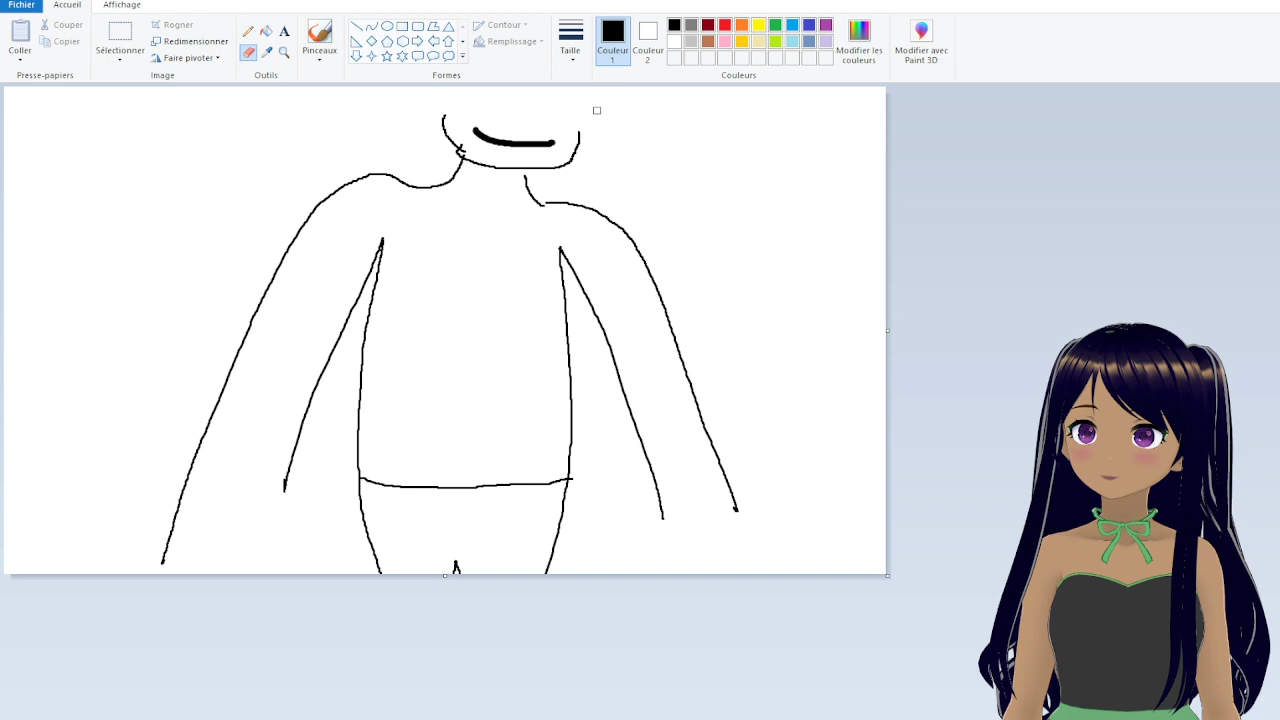 Fichier Accueil Affichage
Coller
Couper
Copier
Presse-papiers
Sélectionner
Rogner
Redimensionner
Faire pivoter
Image
A
Outils
Pinceaux
Contour
Remplissage
Formes
Taille
Couleur 1
Couleur 2
Modifier les couleurs
Couleurs
Modifier avec Paint 3D